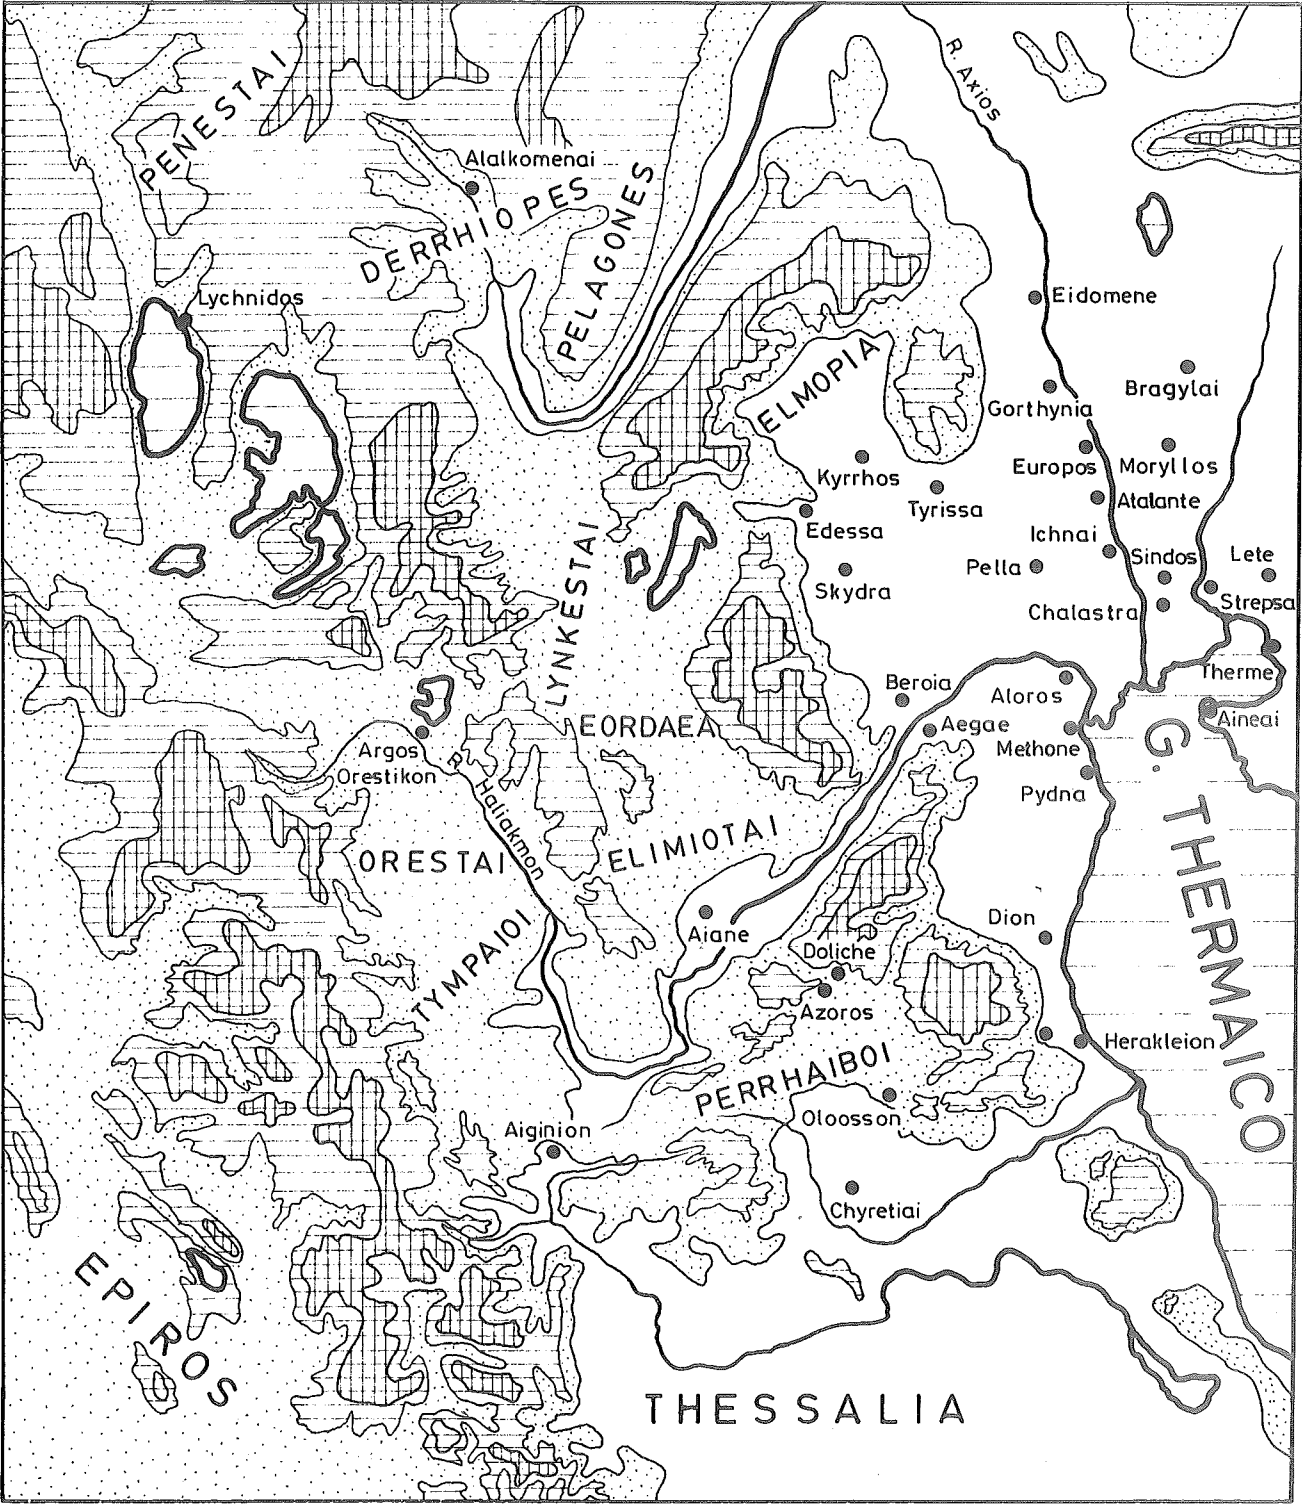 PENESTAI
R. Axios
Alalkomenai
DERRHIOPES
PELAGONES
Lychnidos
Eidomene
ELMOPIA
Bragylai
Gorthynia
Kyrrhos
Europos
Moryllos
Tyrissa
Atalante
Edessa
Ichnai
Sindos
Lete
Pella
Skydra
Strepsa
Chalastra
LYNKESTAI
Therme
Beroia
Aloros
Aineai
EORDAEA
Aegae
Argos
Orestikon
Methone
R. Haliakmon
Pydna
G. THERMAICO
ORESTAI
ELIMIOTAI
TYMPAIOI
Aiane
Dion
Doliche
Azoros
Herakleion
PERRHAIBOI
Oloosson
Aiginion
Chyretiai
EPIROS
THESSALIA